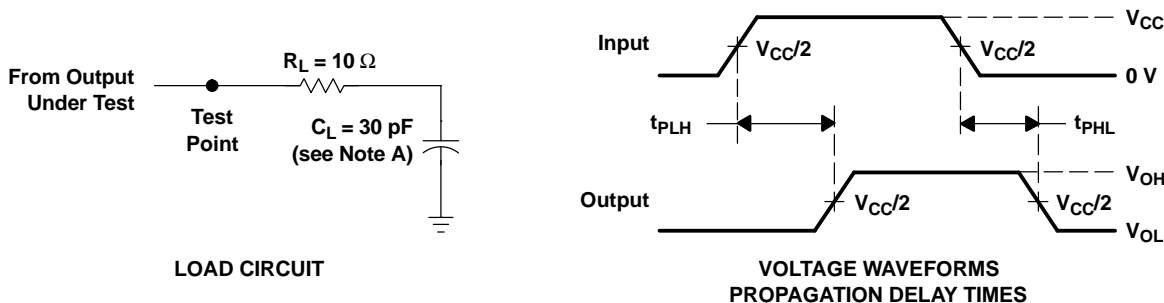 From Output
Under Test
Test
Point
R_L = 10 Ω
C_L = 30 pF
(see Note A)
LOAD CIRCUIT
Input
V_CC/2
V_CC/2
V_CC
0 V
t_PLH
t_PHL
Output
V_CC/2
V_CC/2
V_OH
V_OL
VOLTAGE WAVEFORMS
PROPAGATION DELAY TIMES